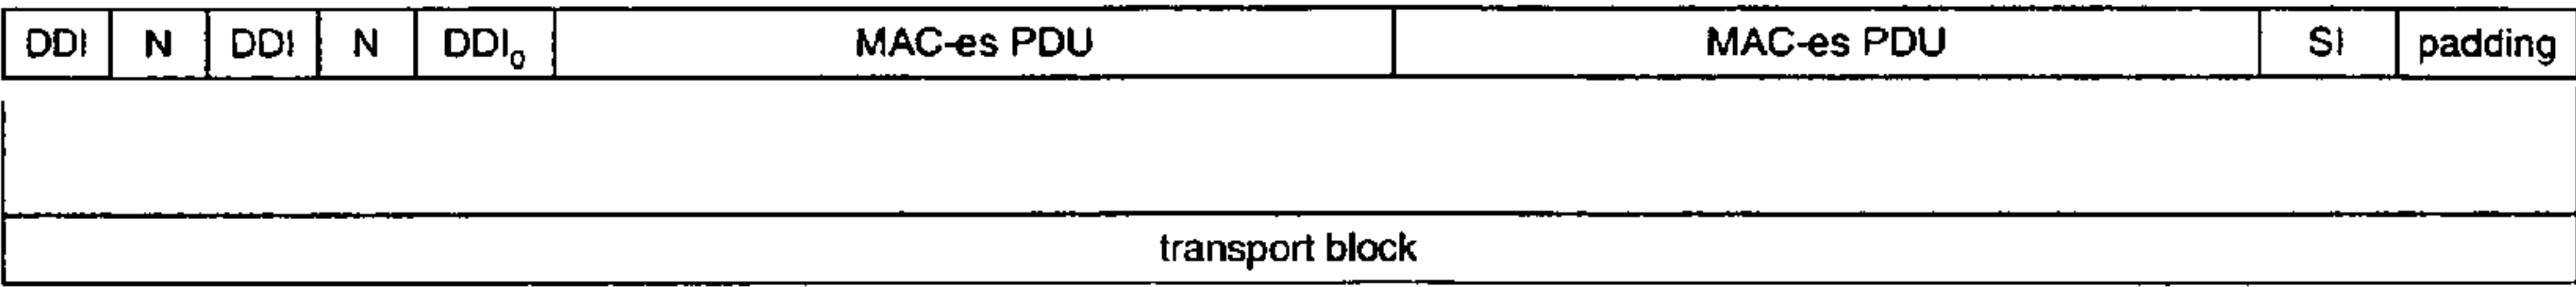 DDI N DDI N DDI₀ MAC-es PDU MAC-es PDU SI padding
transport block